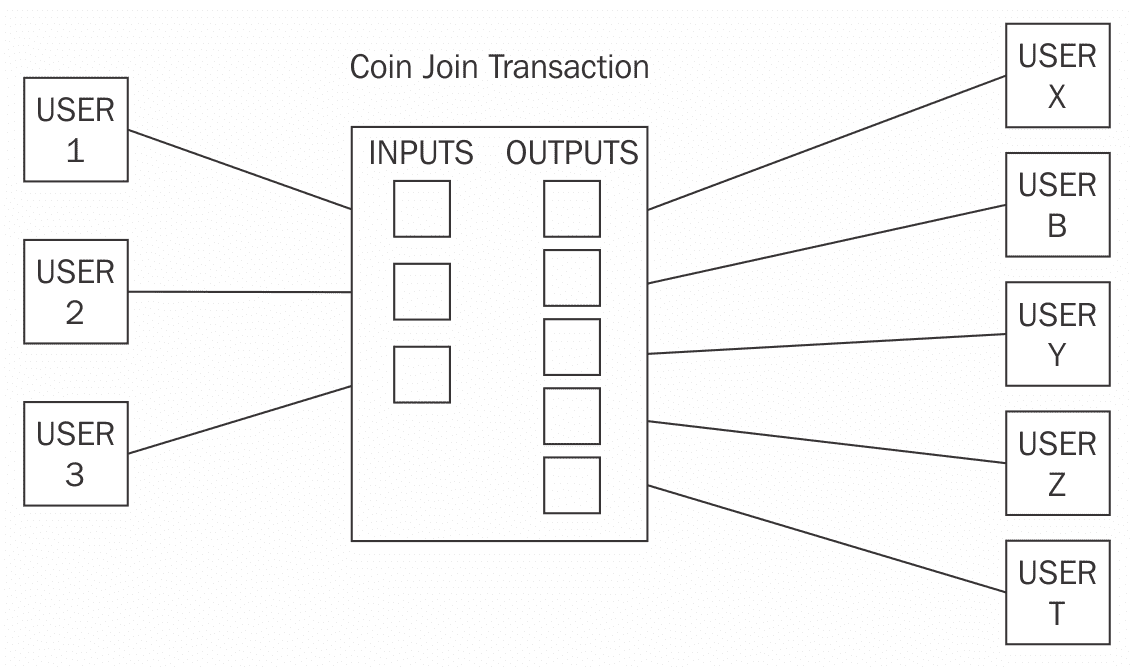 Coin Join Transaction
USER
1
USER
2
USER
3
INPUTS OUTPUTS
USER
X
USER
B
USER
Y
USER
Z
USER
T